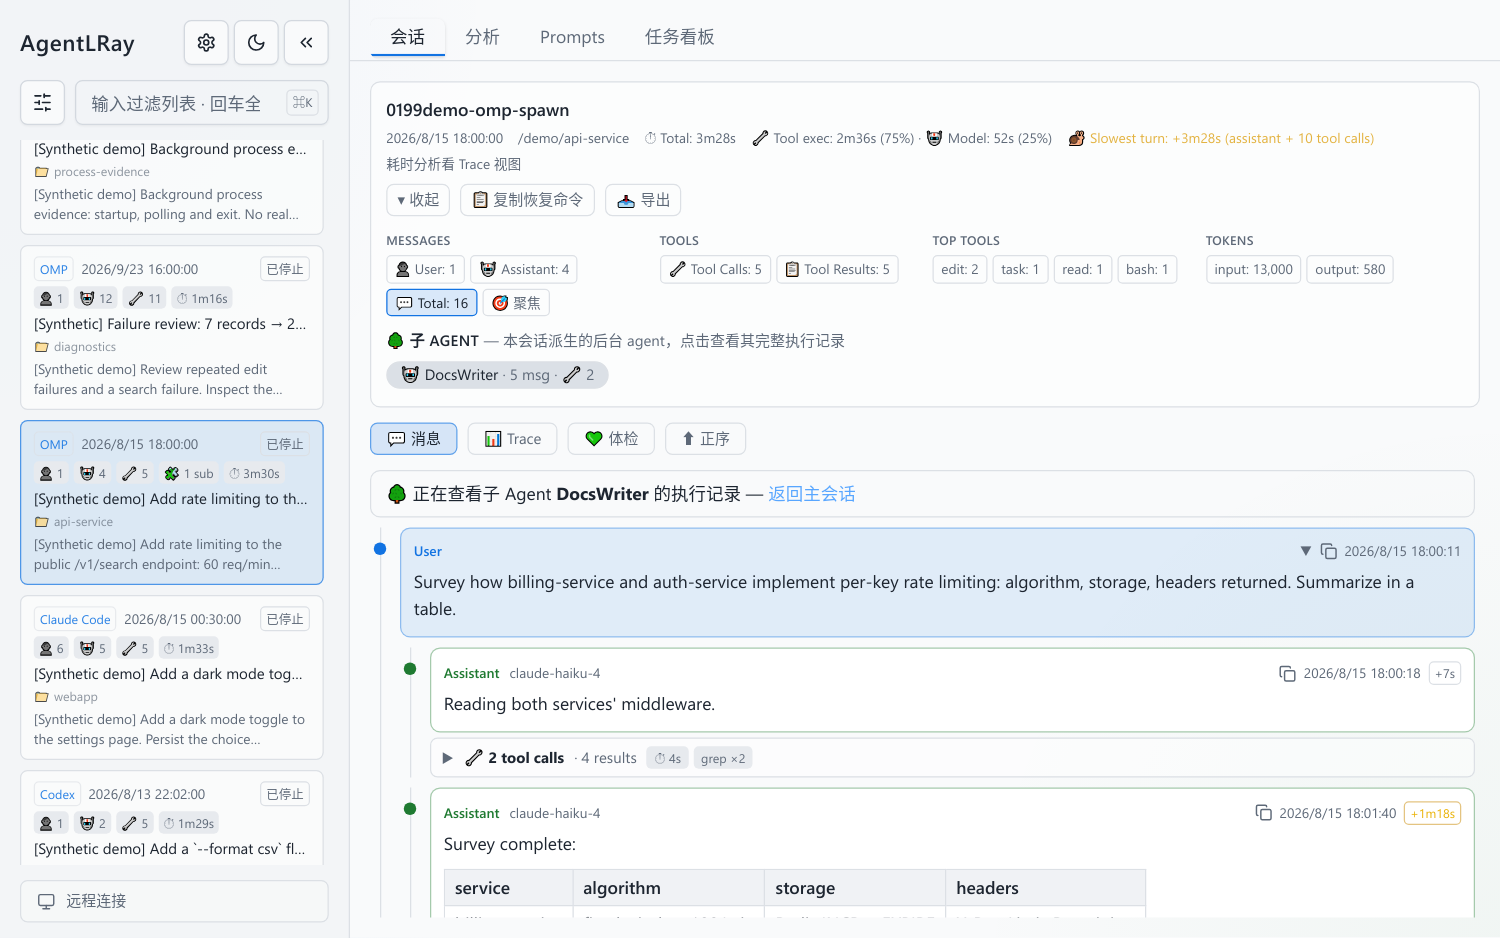 AgentLRay
输入过滤列表 · 回车全 ⌘K
[Synthetic demo] Background process e...
process-evidence
[Synthetic demo] Background process
evidence: startup, polling and exit. No real...
OMP 2026/9/23 16:00:00 已停止
1 12 11 1m16s
[Synthetic] Failure review: 7 records → 2...
diagnostics
[Synthetic demo] Review repeated edit
failures and a search failure. Inspect the...
OMP 2026/8/15 18:00:00 已停止
1 4 5 1 sub 3m30s
[Synthetic demo] Add rate limiting to th...
api-service
[Synthetic demo] Add rate limiting to the
public /v1/search endpoint: 60 req/min...
Claude Code 2026/8/15 00:30:00 已停止
6 5 5 1m33s
[Synthetic demo] Add a dark mode tog...
webapp
[Synthetic demo] Add a dark mode toggle to
the settings page. Persist the choice...
Codex 2026/8/13 22:02:00 已停止
1 2 5 1m29s
[Synthetic demo] Add a `--format csv` fl...
远程连接
会话 分析 Prompts 任务看板
0199demo-omp-spawn
2026/8/15 18:00:00 /demo/api-service Total: 3m28s Tool exec: 2m36s (75%) · Model: 52s (25%) Slowest turn: +3m28s (assistant + 10 tool calls)
耗时分析看 Trace 视图
▾ 收起 复制恢复命令 导出
MESSAGES TOOLS TOP TOOLS TOKENS
User: 1 Assistant: 4 Tool Calls: 5 Tool Results: 5 edit: 2 task: 1 read: 1 bash: 1 input: 13,000 output: 580
Total: 16 聚焦
子 AGENT — 本会话派生的后台 agent，点击查看其完整执行记录
DocsWriter · 5 msg · 2
消息 Trace 体检 正序
正在查看子 Agent DocsWriter 的执行记录 — 返回主会话
User ▼ 2026/8/15 18:00:11
Survey how billing-service and auth-service implement per-key rate limiting: algorithm, storage, headers returned. Summarize in a
table.
Assistant claude-haiku-4 2026/8/15 18:00:18 +7s
Reading both services' middleware.
▶ 2 tool calls · 4 results 4s grep ×2
Assistant claude-haiku-4 2026/8/15 18:01:40 +1m18s
Survey complete:
service algorithm storage headers